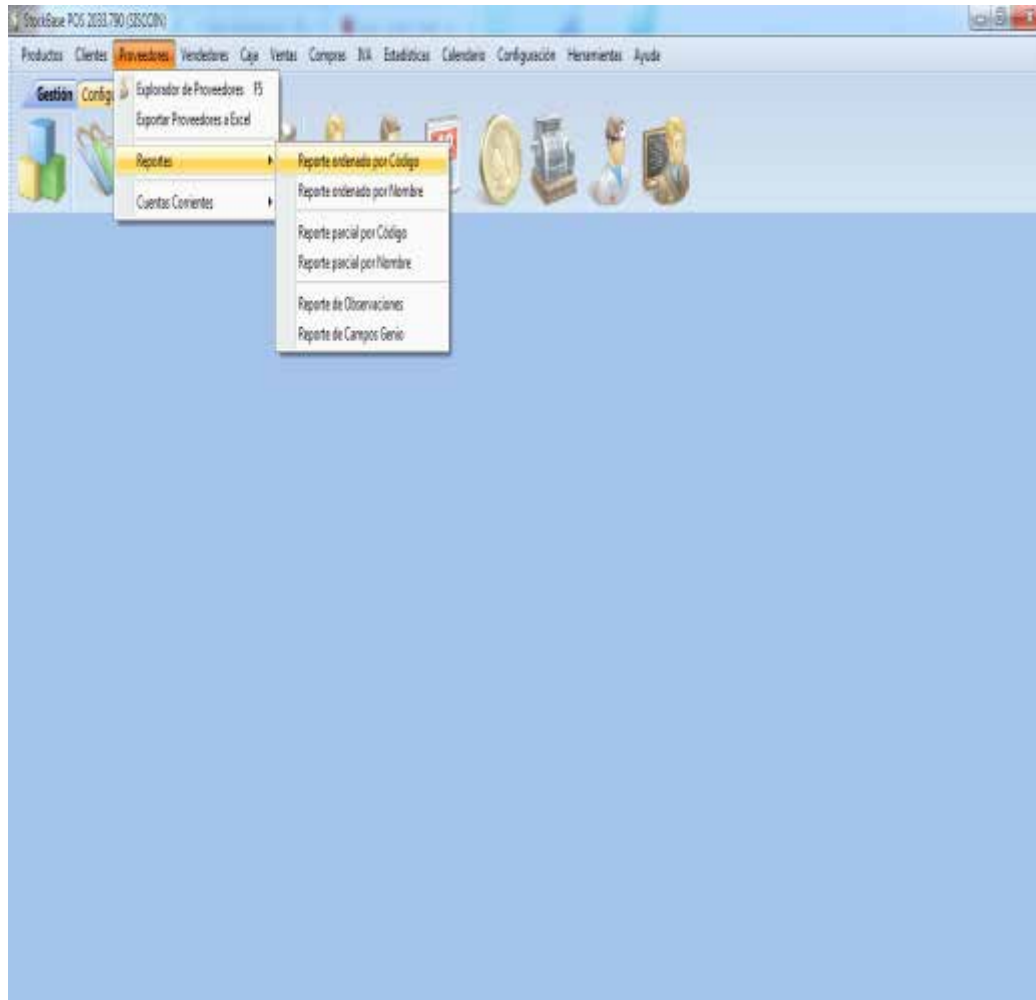 StockBase POS 2033.790 (SISCOIN)
Productos Clientes Proveedores Vendedores Caja Ventas Compras IVA Estadísticas Calendario Configuración Herramientas Ayuda
Gestión
Explorador de Proveedores F5
Exportar Proveedores a Excel
Reportes
Cuentas Corrientes
Reporte ordenado por Código
Reporte ordenado por Nombre
Reporte parcial por Código
Reporte parcial por Nombre
Reporte de Observaciones
Reporte de Campos Genio